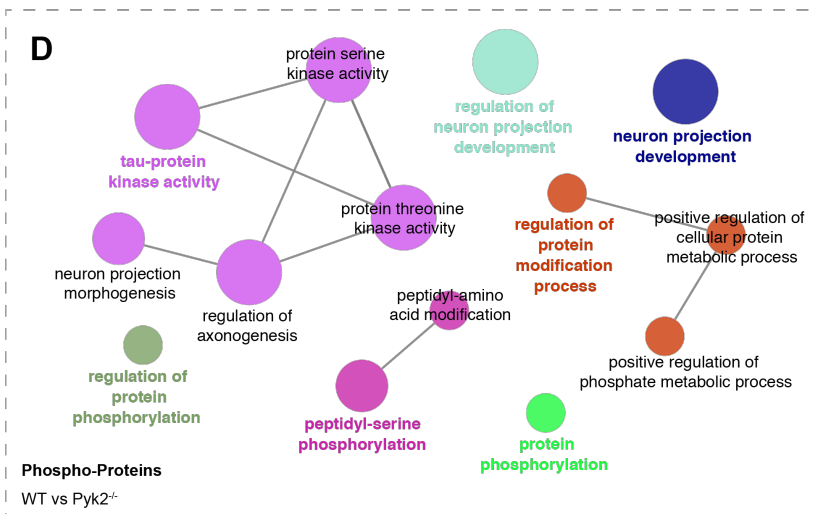 D
protein serine
kinase activity
regulation of
neuron projection
development
neuron projection
development
tau-protein
kinase activity
protein threonine
kinase activity
regulation of
protein
modification
process
positive regulation of
cellular protein
metabolic process
neuron projection
morphogenesis
regulation of
axonogenesis
peptidyl-amino
acid modification
regulation of
protein
phosphorylation
positive regulation of
phosphate metabolic process
peptidyl-serine
phosphorylation
protein
phosphorylation
Phospho-Proteins
WT vs Pyk2-/-